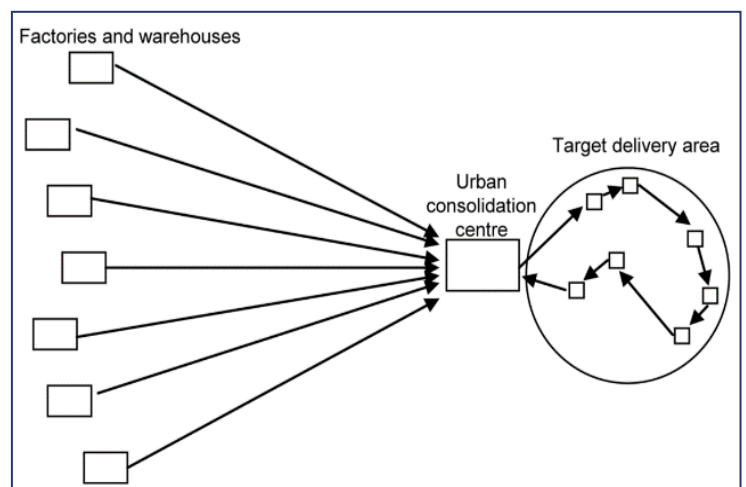 Factories and warehouses
Target delivery area
Urban
consolidation
centre